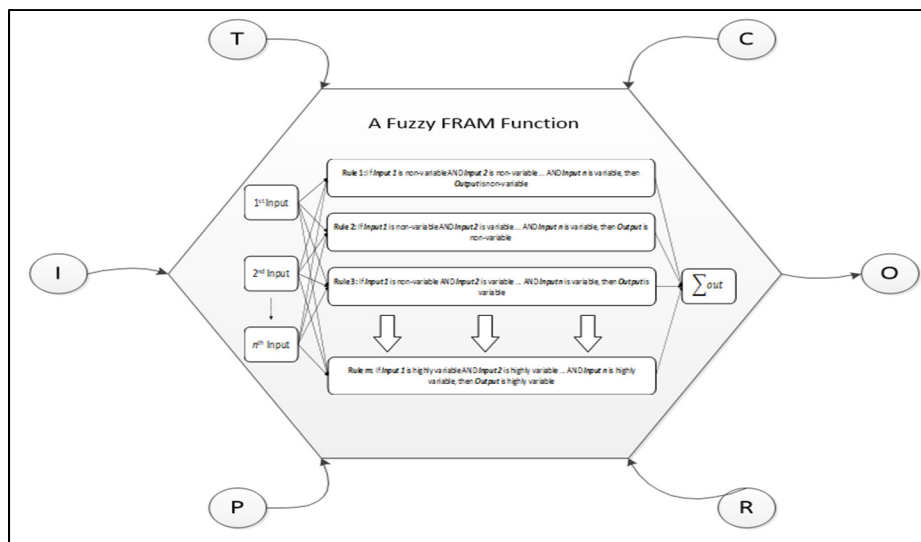 T
C
A Fuzzy FRAM Function
Rule 1: If Input 1 is non-variable AND Input 2 is non-variable ... AND Input n is variable, then
Output is non-variable
1st Input
Rule 2: If Input 1 is non-variable AND Input 2 is variable ... AND Input n is variable, then Output is
non-variable
I
2nd Input
Rule 3: If Input 1 is non-variable AND Input 2 is variable ... AND Input n is variable, then Output is
variable
∑out
O
nth Input
Rule m: If Input 1 is highly variable AND Input 2 is highly variable ... AND Input n is highly
variable, then Output is highly variable
P
R